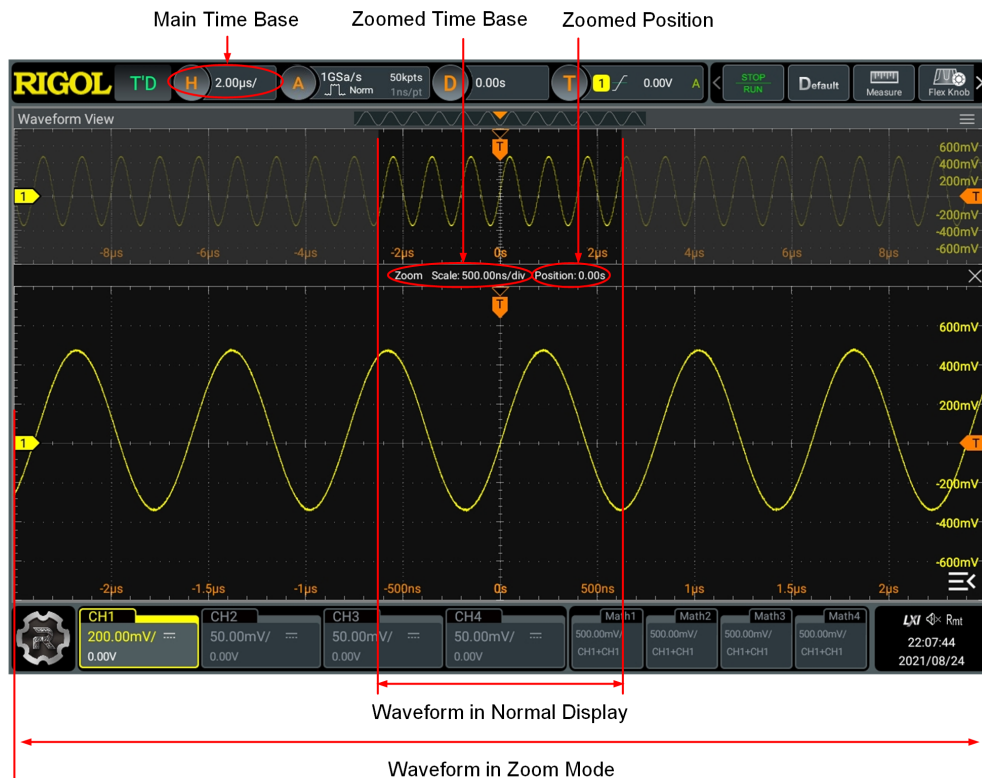 Main Time Base Zoomed Time Base Zoomed Position
RIGOL T'D H 2.00µs/ A 1GSa/s Norm 50kpts 1ns/pt D 0.00s T 1 0.00V A STOP RUN Default Measure Flex Knob
Waveform View
T
600mV
400mV
200mV
1 T
-200mV
-400mV
-600mV
-8µs -6µs -4µs -2µs 0s 2µs 4µs 6µs 8µs
Zoom Scale: 500.00ns/div Position: 0.00s
T
600mV
400mV
200mV
1 T
-200mV
-400mV
-600mV
-2µs -1.5µs -1µs -500ns 0s 500ns 1µs 1.5µs 2µs
CH1 CH2 CH3 CH4 Math1 Math2 Math3 Math4 LXI Rmt
200.00mV/ 50.00mV/ 50.00mV/ 50.00mV/ 500.00mV/ 500.00mV/ 500.00mV/ 500.00mV/ 22:07:44
0.00V 0.00V 0.00V 0.00V CH1+CH1 CH1+CH1 CH1+CH1 CH1+CH1 2021/08/24
Waveform in Normal Display
Waveform in Zoom Mode